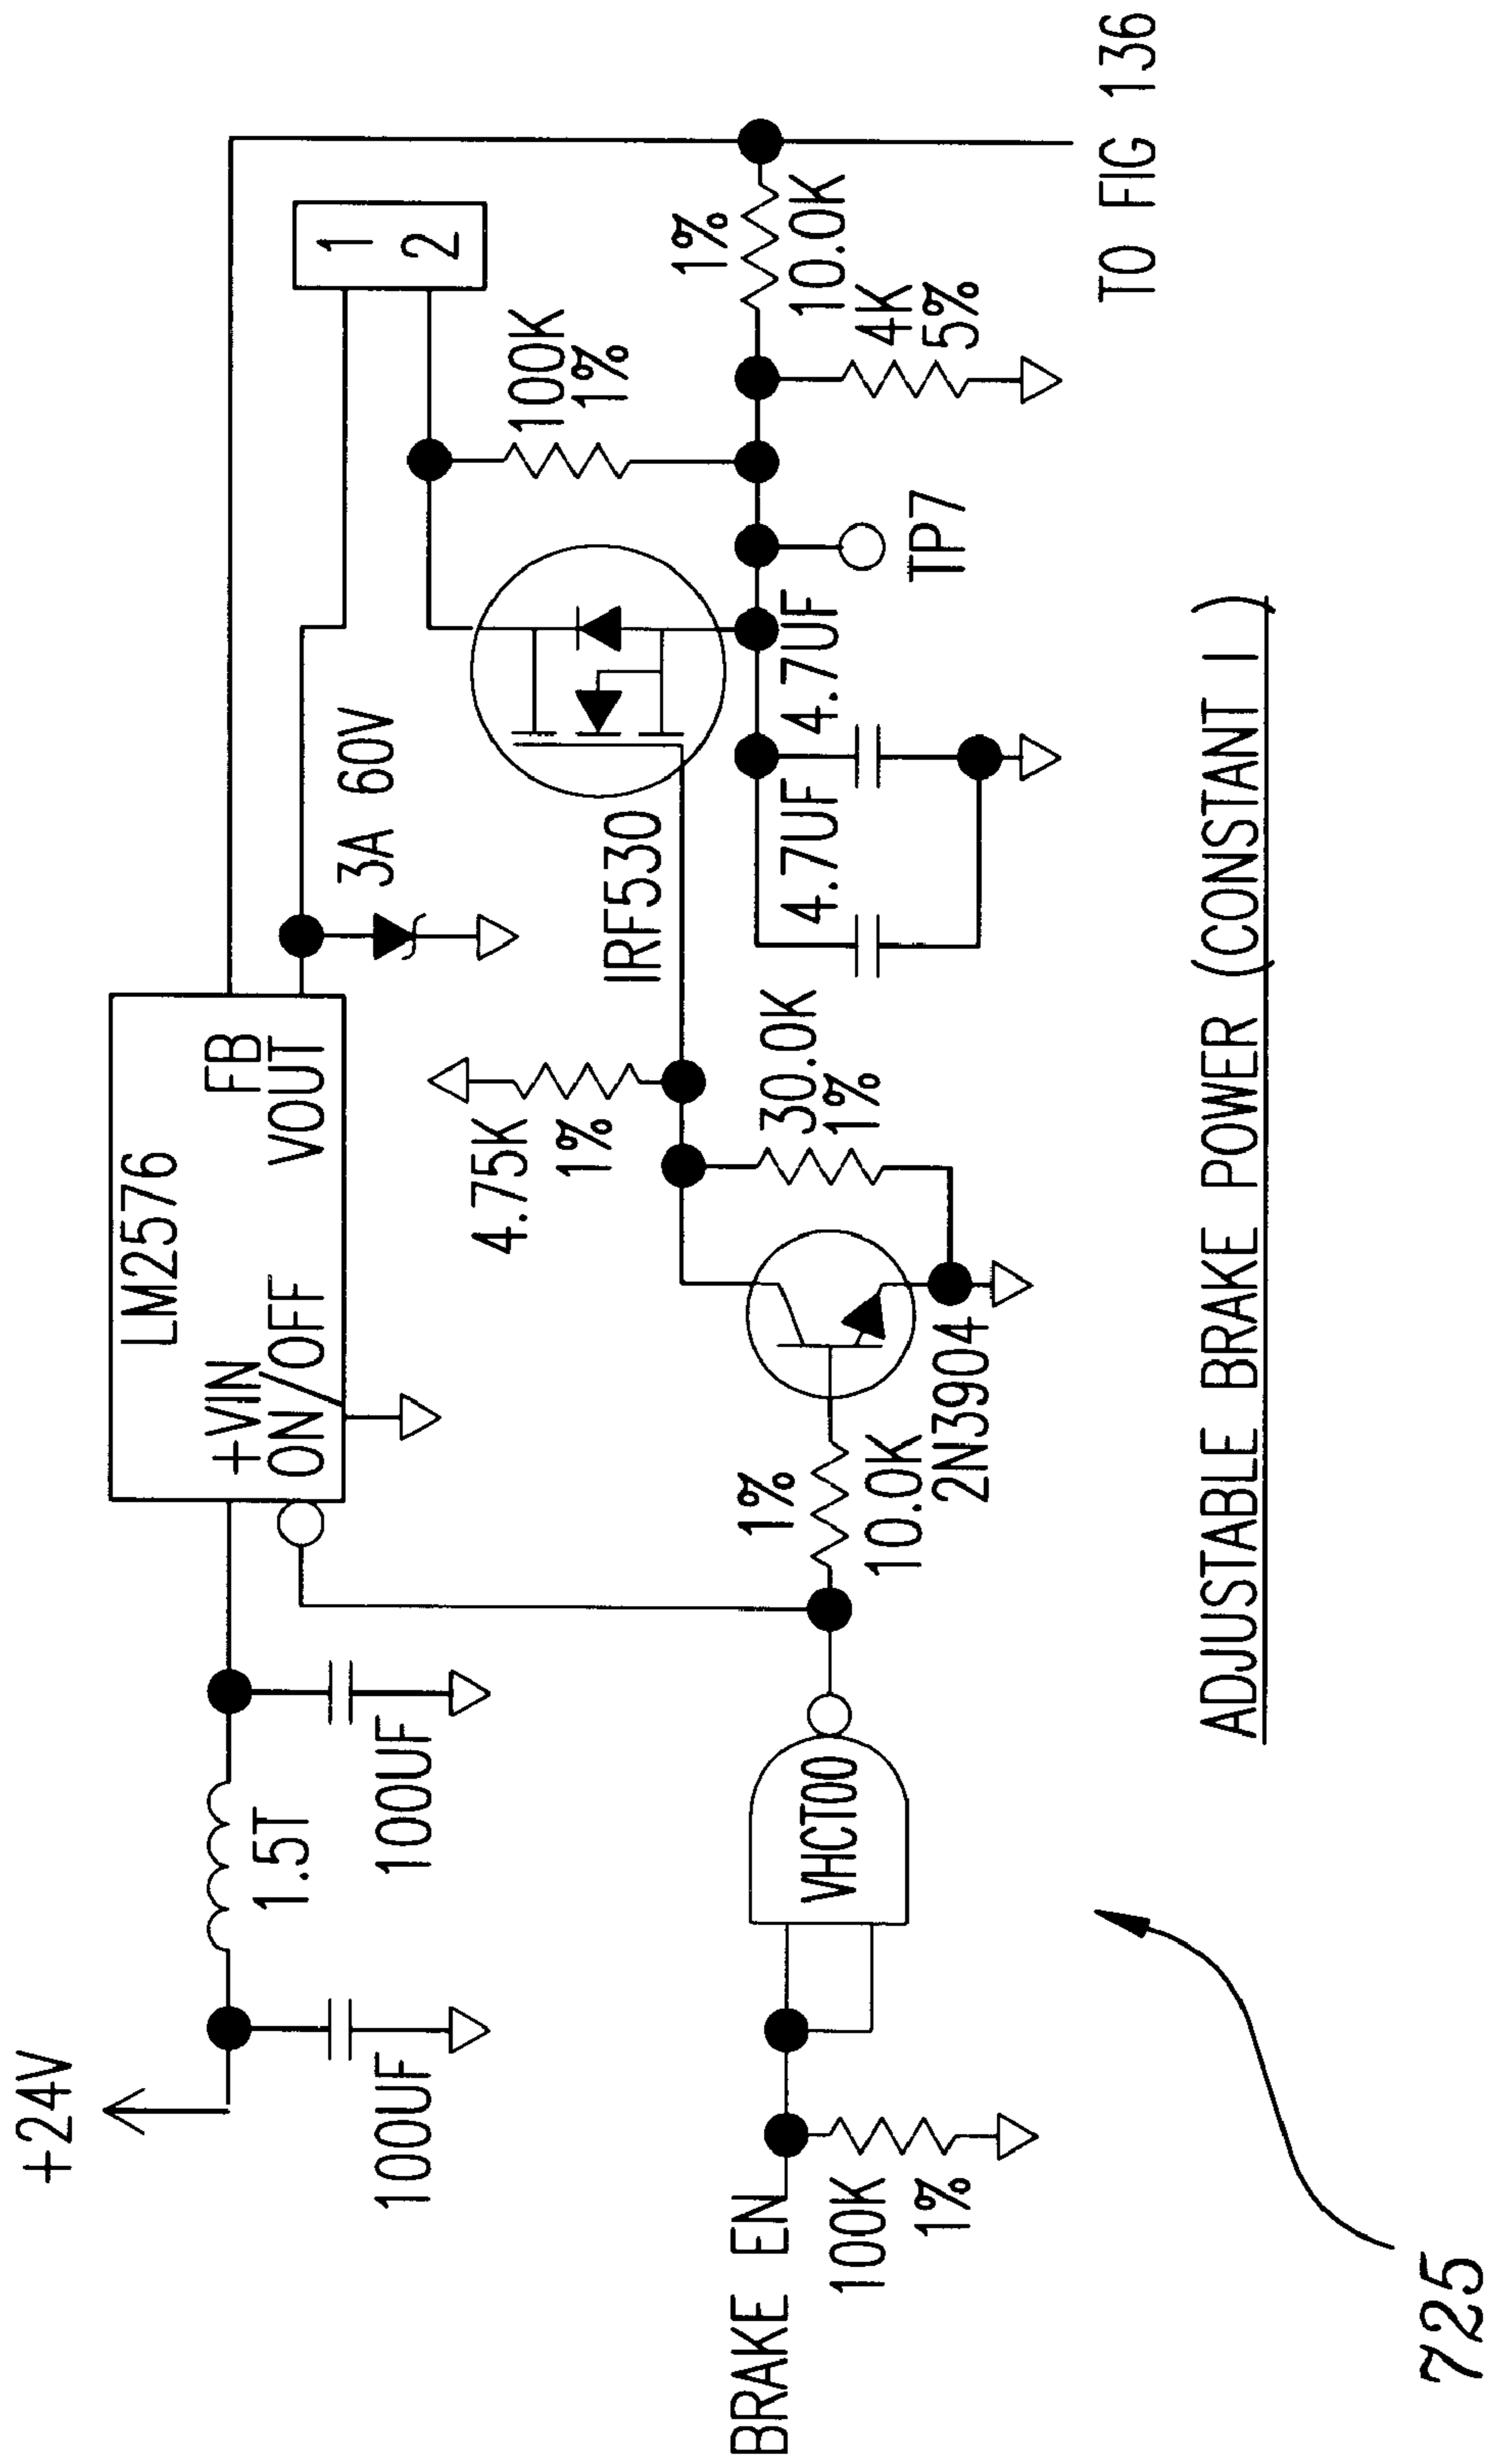 +24V
1.5T
100UF
100UF
LM2576
+VIN
ON/OFF
FB
VOUT
3A 60V
1
2
100K
1%
IRF530
4.75K
1%
BRAKE EN
100K
1%
VHCT00
1%
10.0K
2N3904
30.0K
1%
4.7UF
4.7UF
TP7
1%
10.0K
4K
5%
TO FIG 136
725
ADJUSTABLE BRAKE POWER (CONSTANT I)